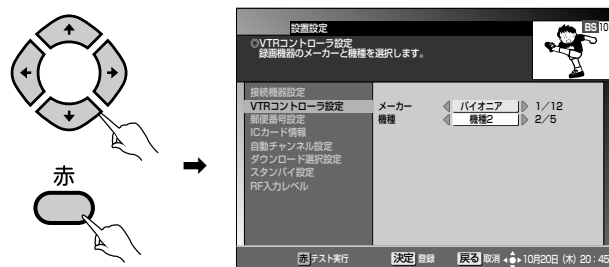 赤
設置設定
BS10
◎VTRコントローラ設定
録画機器のメーカーと機種を選択します。
接続機器設定
VTRコントローラ設定
郵便番号設定
ICカード情報
自動チャンネル設定
ダウンロード選択設定
スタンバイ設定
RF入力レベル
メーカー パイオニア 1/12
機種 機種2 2/5
赤 テスト実行 決定 登録 戻る 取消 10月20日 (木) 20:45